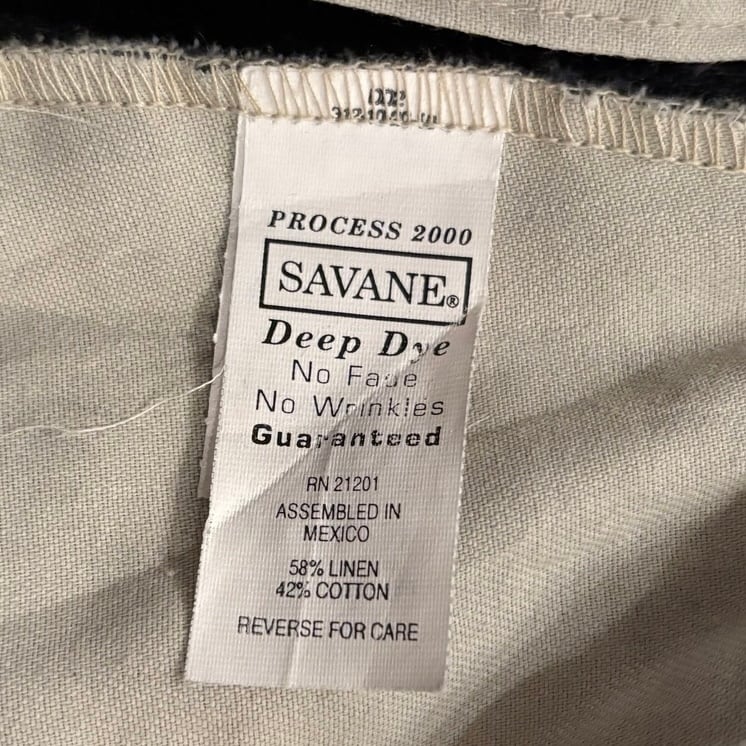 PROCESS 2000
SAVANE®
Deep Dye
No Fade
No Wrinkles
Guaranteed
RN 21201
ASSEMBLED IN
MEXICO
58% LINEN
42% COTTON
REVERSE FOR CARE